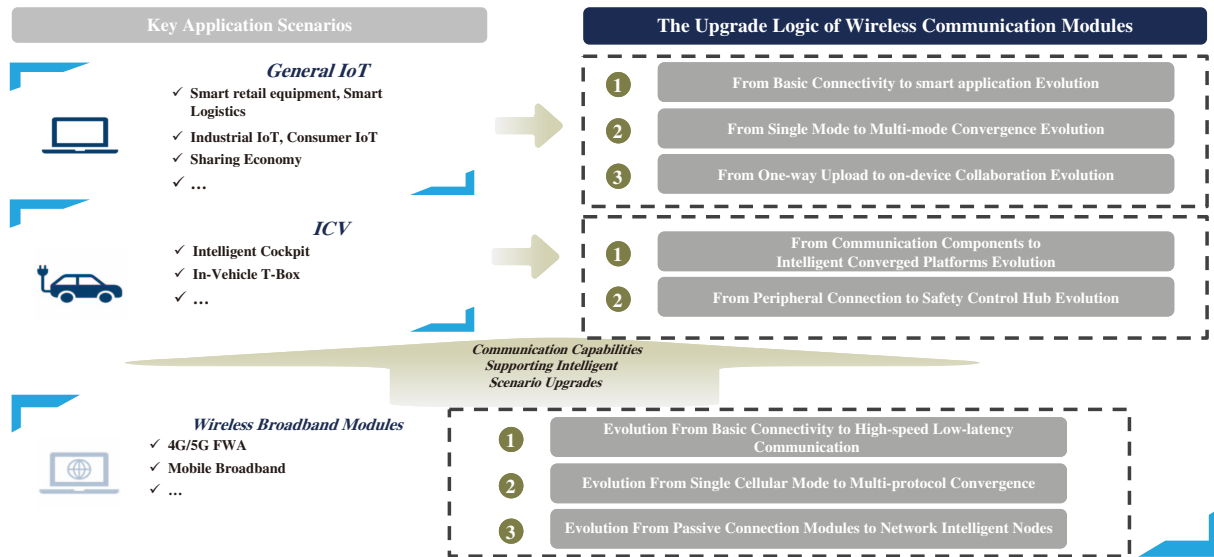 Key Application Scenarios
The Upgrade Logic of Wireless Communication Modules
General IoT
✓ Smart retail equipment, Smart
Logistics
✓ Industrial IoT, Consumer IoT
✓ Sharing Economy
✓ ...
1 From Basic Connectivity to smart application Evolution
2 From Single Mode to Multi-mode Convergence Evolution
3 From One-way Upload to on-device Collaboration Evolution
ICV
✓ Intelligent Cockpit
✓ In-Vehicle T-Box
✓ ...
1 From Communication Components to
Intelligent Converged Platforms Evolution
2 From Peripheral Connection to Safety Control Hub Evolution
Communication Capabilities
Supporting Intelligent
Scenario Upgrades
Wireless Broadband Modules
✓ 4G/5G FWA
✓ Mobile Broadband
✓ ...
1 Evolution From Basic Connectivity to High-speed Low-latency
Communication
2 Evolution From Single Cellular Mode to Multi-protocol Convergence
3 Evolution From Passive Connection Modules to Network Intelligent Nodes